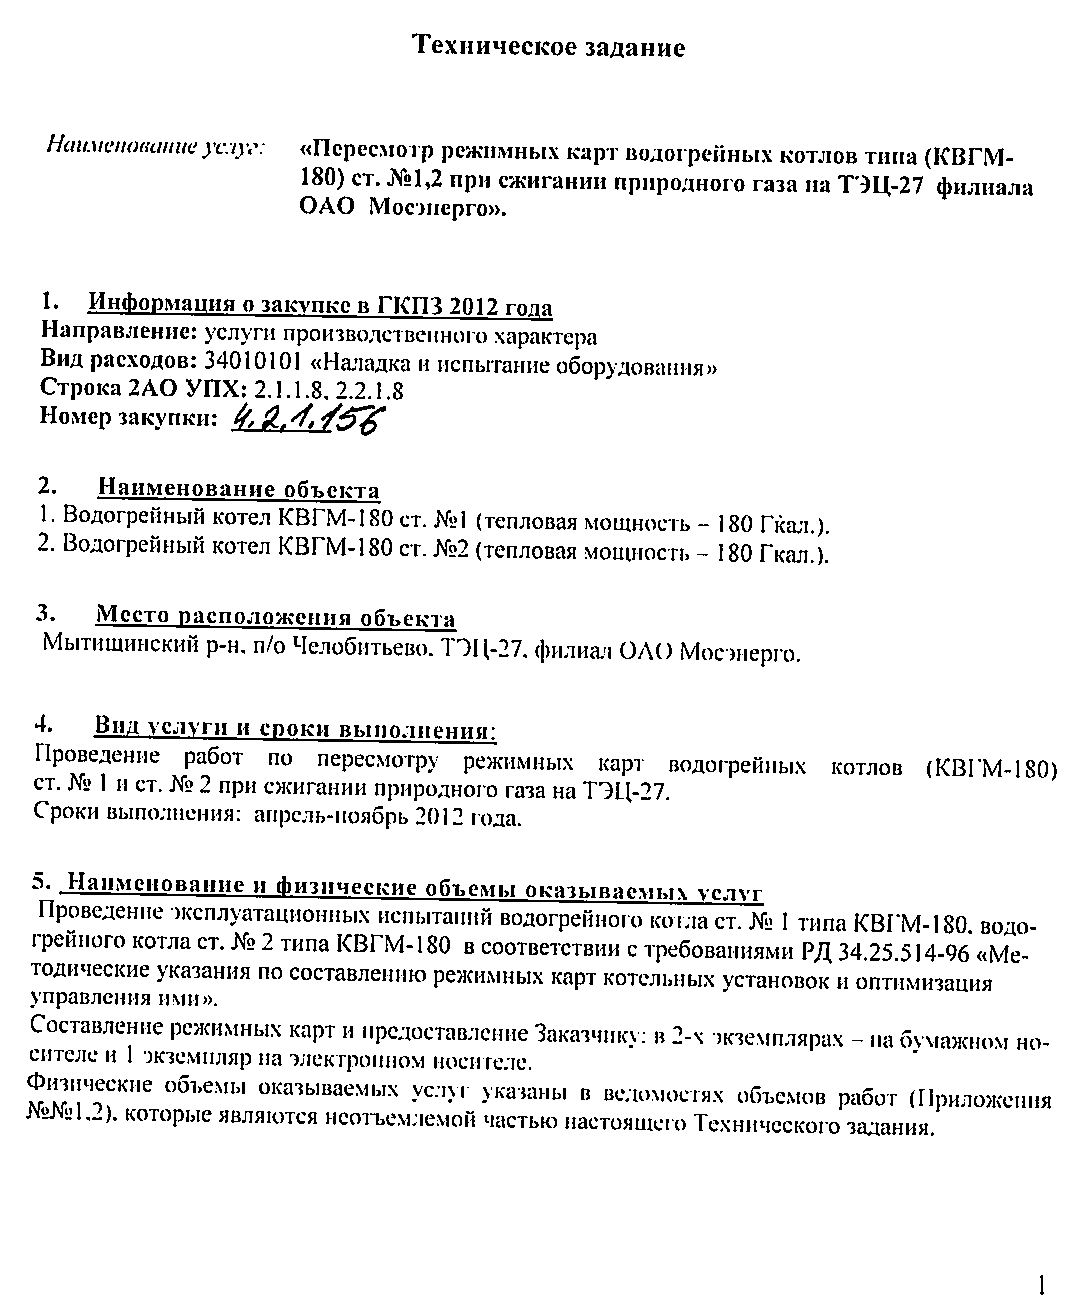 Техническое задание
Наименование услуг: «Пересмотр режимных карт водогрейных котлов типа (КВГМ-
180) ст. №1,2 при сжигании природного газа на ТЭЦ-27 филиала
ОАО Мосэнерго».
1. Информация о закупке в ГКПЗ 2012 года
Направление: услуги производственного характера
Вид расходов: 34010101 «Наладка и испытание оборудования»
Строка 2АО УПХ: 2.1.1.8, 2.2.1.8
Номер закупки: 4.2.1.156
2. Наименование объекта
1. Водогрейный котел КВГМ-180 ст. №1 (тепловая мощность – 180 Гкал.).
2. Водогрейный котел КВГМ-180 ст. №2 (тепловая мощность – 180 Гкал.).
3. Место расположения объекта
Мытищинский р-н, п/о Челобитьево, ТЭЦ-27, филиал ОАО Мосэнерго.
4. Вид услуги и сроки выполнения:
Проведение работ по пересмотру режимных карт водогрейных котлов (КВГМ-180)
ст. № 1 и ст. № 2 при сжигании природного газа на ТЭЦ-27.
Сроки выполнения: апрель-ноябрь 2012 года.
5. Наименование и физические объемы оказываемых услуг
Проведение эксплуатационных испытаний водогрейного котла ст. № 1 типа КВГМ-180, водо-
грейного котла ст. № 2 типа КВГМ-180 в соответствии с требованиями РД 34.25.514-96 «Ме-
тодические указания по составлению режимных карт котельных установок и оптимизация
управления ими».
Составление режимных карт и предоставление Заказчику: в 2-х экземплярах – на бумажном но-
сителе и 1 экземпляр на электронном носителе.
Физические объемы оказываемых услуг указаны в ведомостях объемов работ (Приложения
№№1,2), которые являются неотъемлемой частью настоящего Технического задания.
1